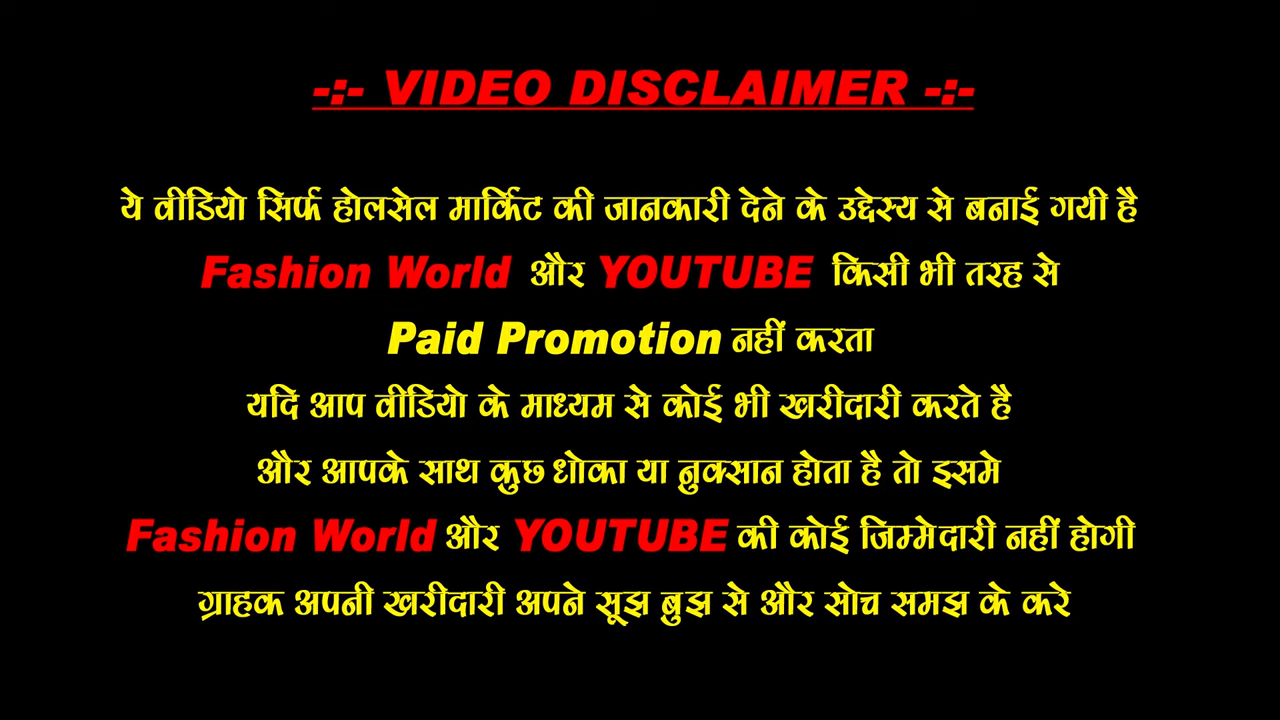 -:- VIDEO DISCLAIMER -:-
ये वीडियो सिर्फ होलसेल मार्किट की जानकारी देने के उद्देस्य से बनाई गयी है
Fashion World और YOUTUBE किसी भी तरह से
Paid Promotion नहीं करता
यदि आप वीडियो के माध्यम से कोई भी खरीदारी करते है
और आपके साथ कुछ धोका या नुक्सान होता है तो इसमे
Fashion World और YOUTUBE की कोई जिम्मेदारी नहीं होगी
ग्राहक अपनी खरीदारी अपने सूझ बुझ से और सोच समझ के करे